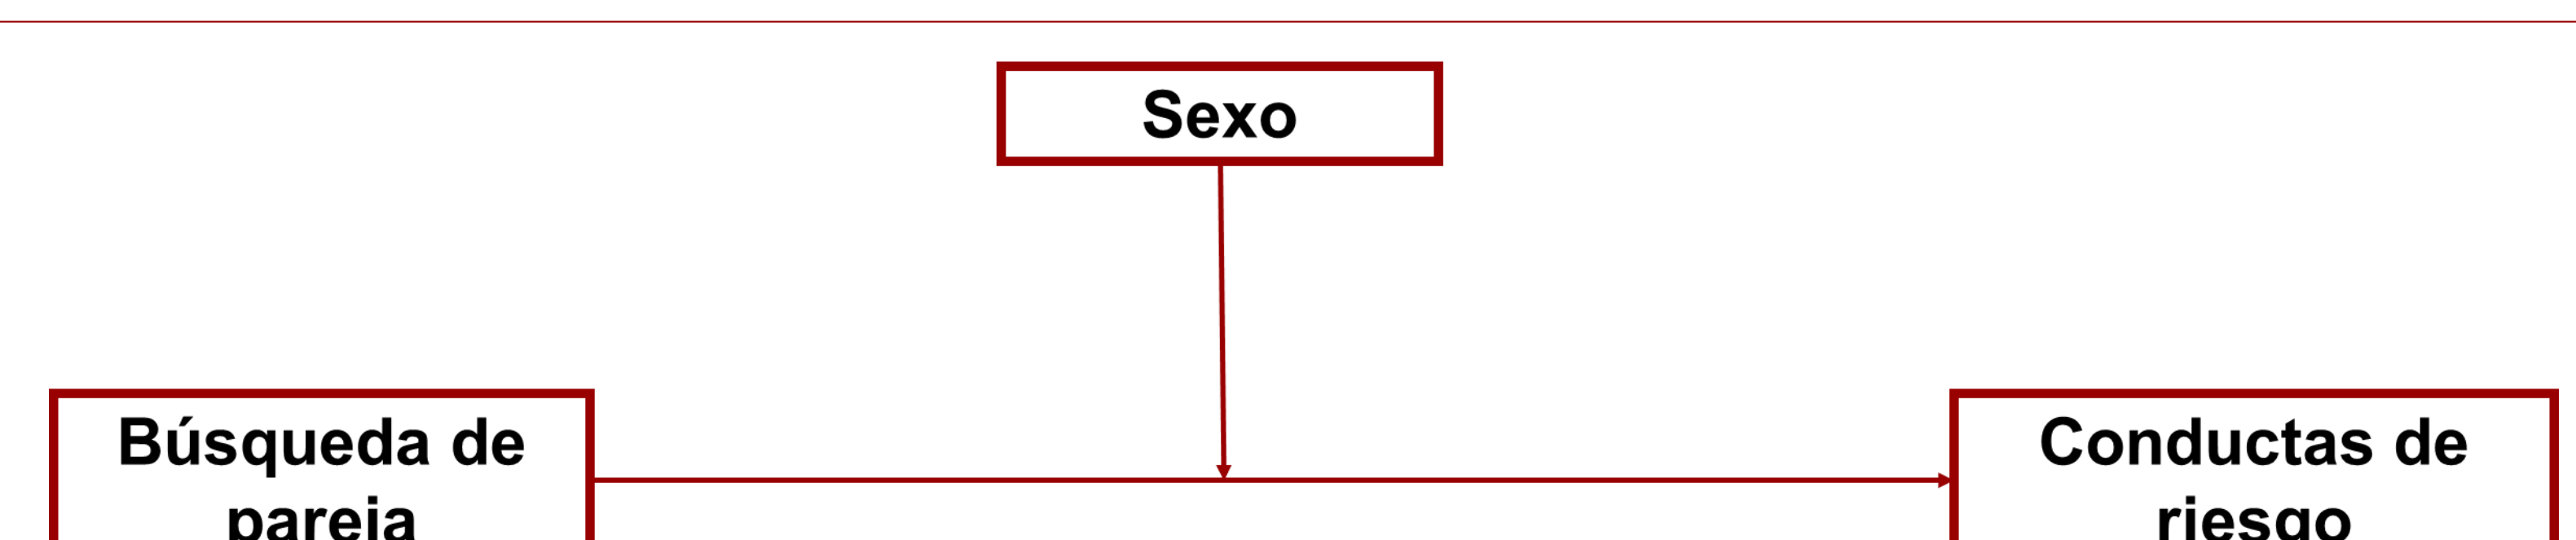 Sexo
Búsqueda de
pareja
Conductas de
riesgo